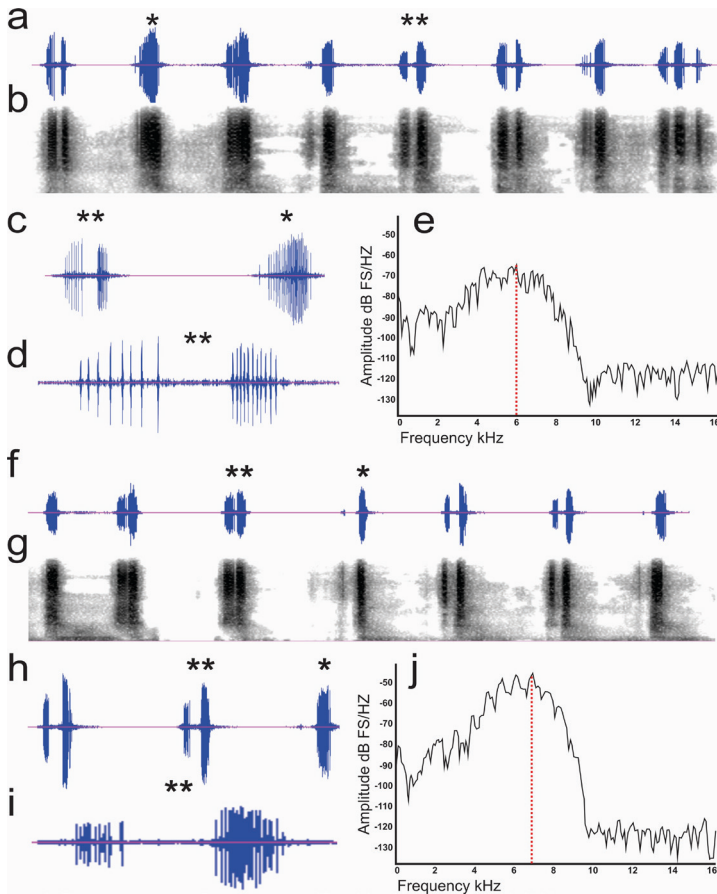 a
*
**
b
c
**
*
d
**
e
Amplitude dB FS/HZ
-50
-60
-70
-80
-90
-100
-110
-120
-130
0 2 4 6 8 10 12 14 16
Frequency kHz
f
**
*
g
h
**
*
i
**
j
Amplitude dB FS/HZ
-50
-60
-70
-80
-90
-100
-110
-120
-130
0 2 4 6 8 10 12 14 16
Frequency kHz